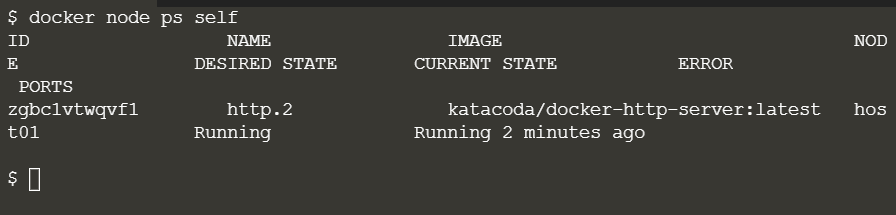 $ docker node ps self
ID                  NAME                IMAGE                                NOD
E                DESIRED STATE       CURRENT STATE           ERROR
 PORTS
zgbc1vtwqvf1        http.2              katacoda/docker-http-server:latest   hos
t01              Running             Running 2 minutes ago
$